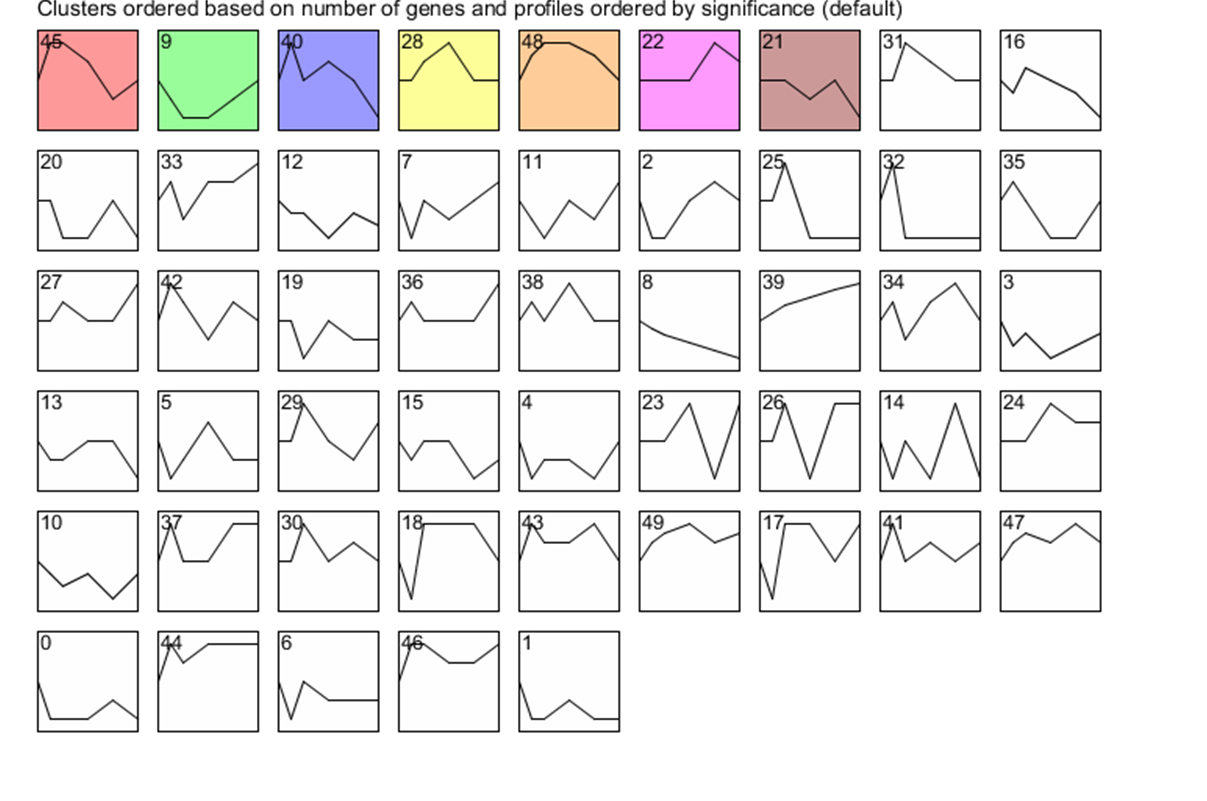 Clusters ordered based on number of genes and profiles ordered by significance (default)
45 9 40 28 48 22 21 31 16
20 33 12 7 11 2 25 32 35
27 42 19 36 38 8 39 34 3
13 5 29 15 4 23 26 14 24
10 37 30 18 43 49 17 41 47
0 44 6 46 1